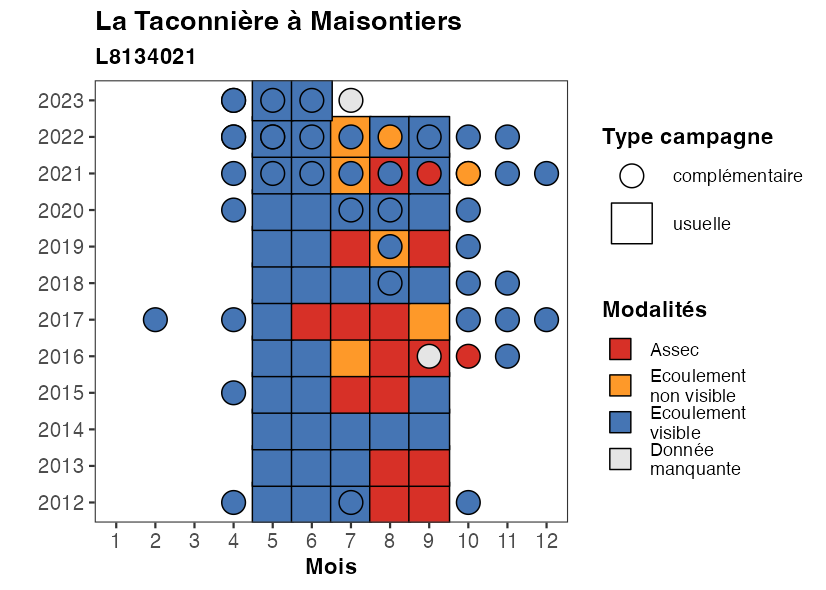 La Taconnière à Maisontiers
L8134021
2023
2022
2021
2020
2019
2018
2017
2016
2015
2014
2013
2012
1 2 3 4 5 6 7 8 9 10 11 12
Mois
Type campagne
complémentaire
usuelle
Modalités
Assec
Ecoulement
non visible
Ecoulement
visible
Donnée
manquante